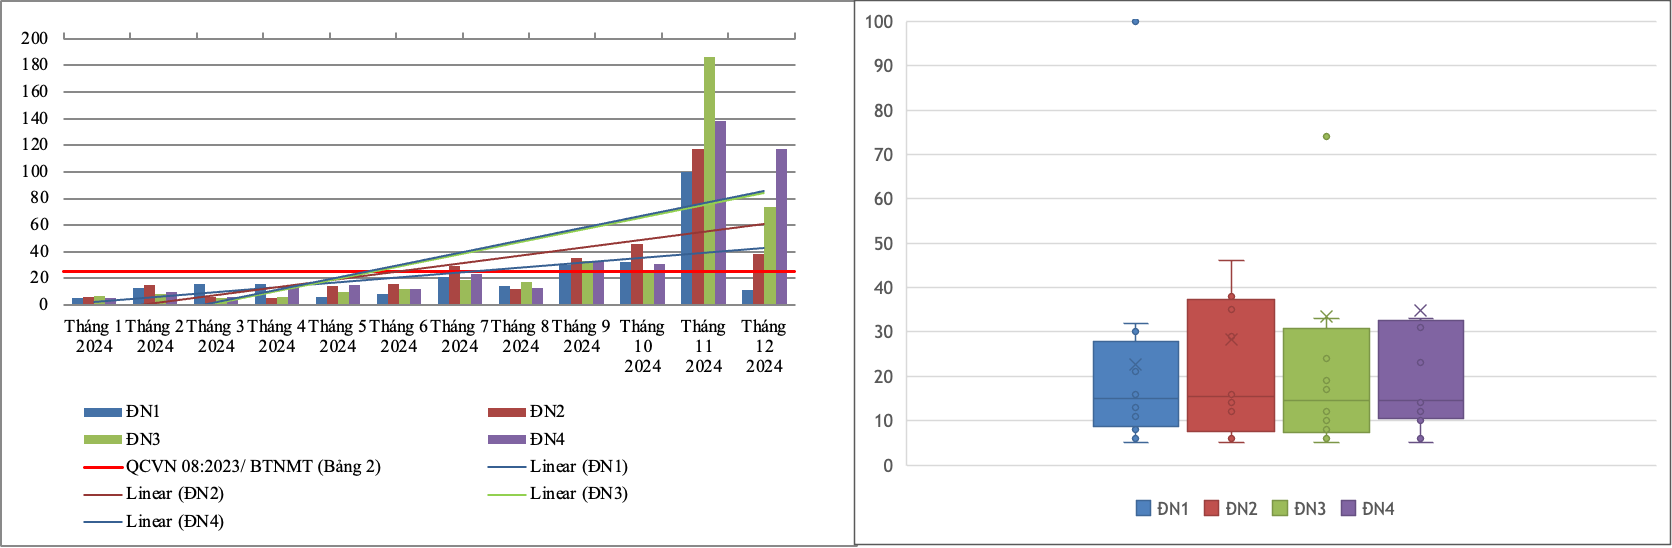 200
180
160
140
120
100
80
60
40
20
0
Tháng 1 2024
Tháng 2 2024
Tháng 3 2024
Tháng 4 2024
Tháng 5 2024
Tháng 6 2024
Tháng 7 2024
Tháng 8 2024
Tháng 9 2024
Tháng 10 2024
Tháng 11 2024
Tháng 12 2024
ĐN1
ĐN2
ĐN3
ĐN4
QCVN 08:2023/ BTNMT (Bảng 2)
Linear (ĐN1)
Linear (ĐN2)
Linear (ĐN3)
Linear (ĐN4)
100
90
80
70
60
50
40
30
20
10
0
ĐN1 ĐN2 ĐN3 ĐN4